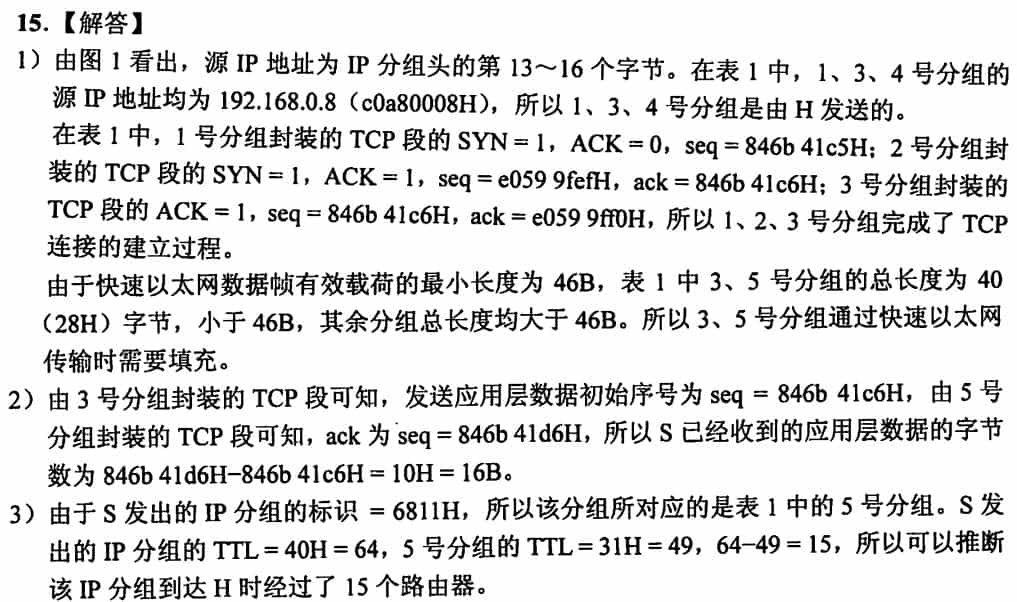 15.【解答】
1）由图 1 看出，源 IP 地址为 IP 分组头的第 13～16 个字节。在表 1 中，1、3、4 号分组的
源 IP 地址均为 192.168.0.8（c0a80008H），所以 1、3、4 号分组是由 H 发送的。
在表 1 中，1 号分组封装的 TCP 段的 SYN = 1，ACK = 0，seq = 846b 41c5H；2 号分组封
装的 TCP 段的 SYN = 1，ACK = 1，seq = e059 9fefH，ack = 846b 41c6H；3 号分组封装的
TCP 段的 ACK = 1，seq = 846b 41c6H，ack = e059 9ff0H，所以 1、2、3 号分组完成了 TCP
连接的建立过程。
由于快速以太网数据帧有效载荷的最小长度为 46B，表 1 中 3、5 号分组的总长度为 40
（28H）字节，小于 46B，其余分组总长度均大于 46B。所以 3、5 号分组通过快速以太网
传输时需要填充。
2）由 3 号分组封装的 TCP 段可知，发送应用层数据初始序号为 seq = 846b 41c6H，由 5 号
分组封装的 TCP 段可知，ack 为 seq = 846b 41d6H，所以 S 已经收到的应用层数据的字节
数为 846b 41d6H−846b 41c6H = 10H = 16B。
3）由于 S 发出的 IP 分组的标识 = 6811H，所以该分组所对应的是表 1 中的 5 号分组。S 发
出的 IP 分组的 TTL = 40H = 64，5 号分组的 TTL = 31H = 49，64−49 = 15，所以可以推断
该 IP 分组到达 H 时经过了 15 个路由器。